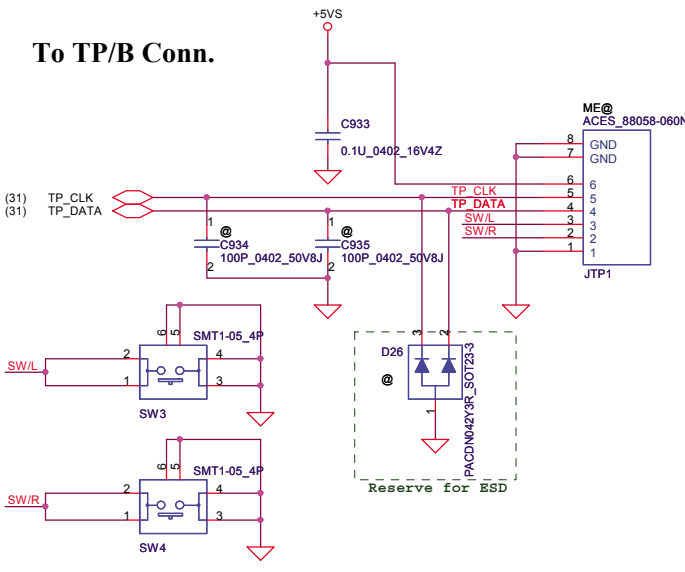 +5VS
To TP/B Conn.
C933
0.1U_0402_16V4Z
ME@
ACES_88058-060N
8 GND
7 GND
6 6
5 5
4 4
3 3
2 2
1 1
JTP1
(31) TP_CLK
(31) TP_DATA
TP_CLK
TP_DATA
SW/L
SW/R
1 @
C934
100P_0402_50V8J
2
1 @
C935
100P_0402_50V8J
2
6 5
SMT1-05_4P
SW/L
2 4
1 3
SW3
3 2
D26
@
1
PACDN042Y3R_SOT23-3
Reserve for ESD
6 5
SMT1-05_4P
SW/R
2 4
1 3
SW4